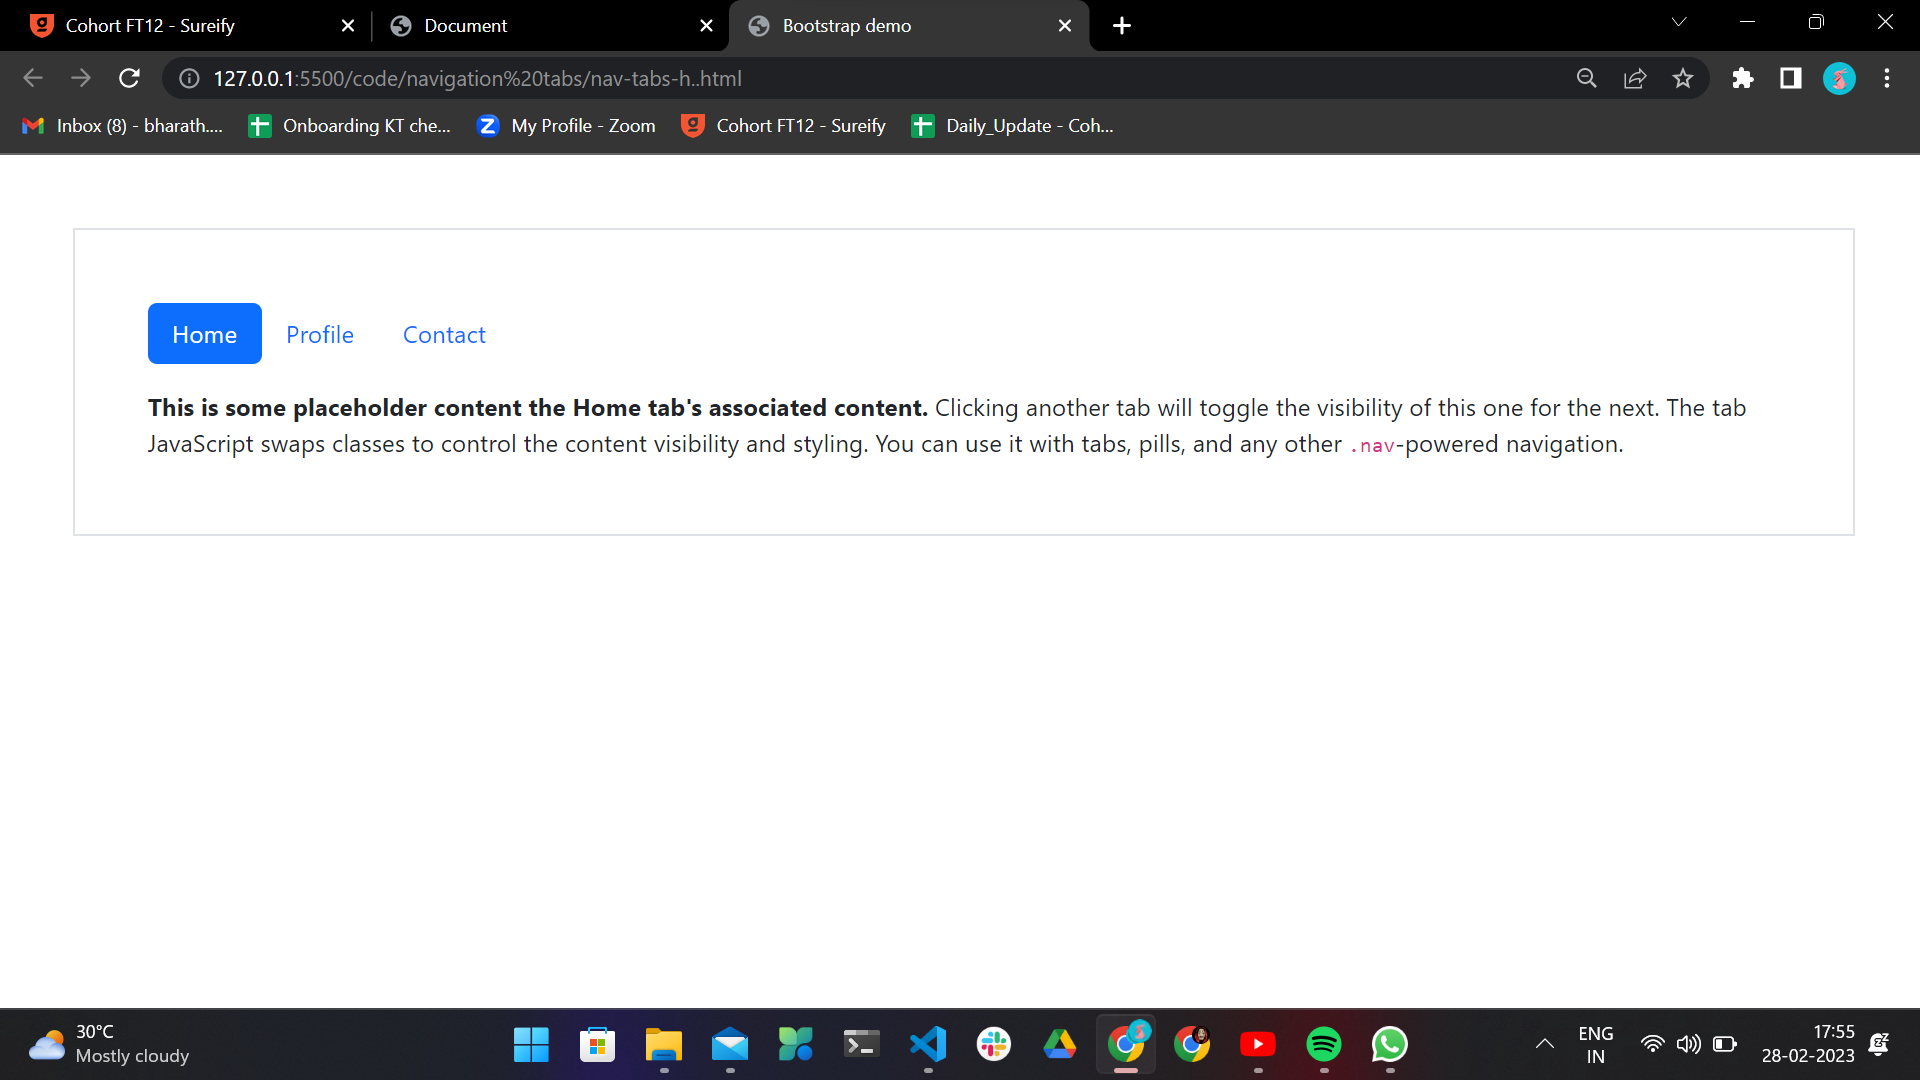 Cohort FT12 - Sureify
Document
Bootstrap demo
127.0.0.1:5500/code/navigation%20tabs/nav-tabs-h..html
Inbox (8) - bharath....
Onboarding KT che...
My Profile - Zoom
Cohort FT12 - Sureify
Daily_Update - Coh...
Home
Profile
Contact
This is some placeholder content the Home tab's associated content. Clicking another tab will toggle the visibility of this one for the next. The tab
JavaScript swaps classes to control the content visibility and styling. You can use it with tabs, pills, and any other .nav-powered navigation.
30°C
Mostly cloudy
ENG
IN
17:55
28-02-2023